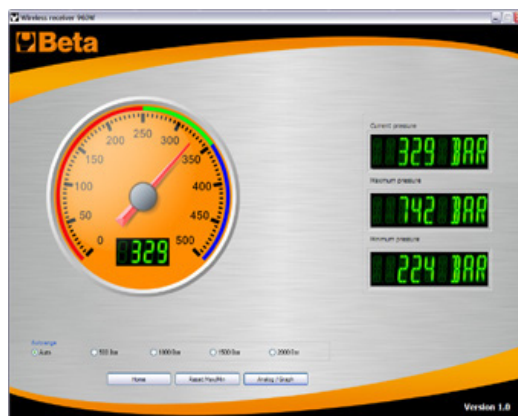 Wireless receiver 960W
Beta
Current pressure
329 BAR
Maximum pressure
742 BAR
Minimum pressure
224 BAR
0
50
100
150
200
250
300
350
400
450
500
329
Autorange
Auto
500 Bar
1000 Bar
1500 Bar
2000 Bar
Home
Reset Max/Min
Analog / Graph
Version 1.0